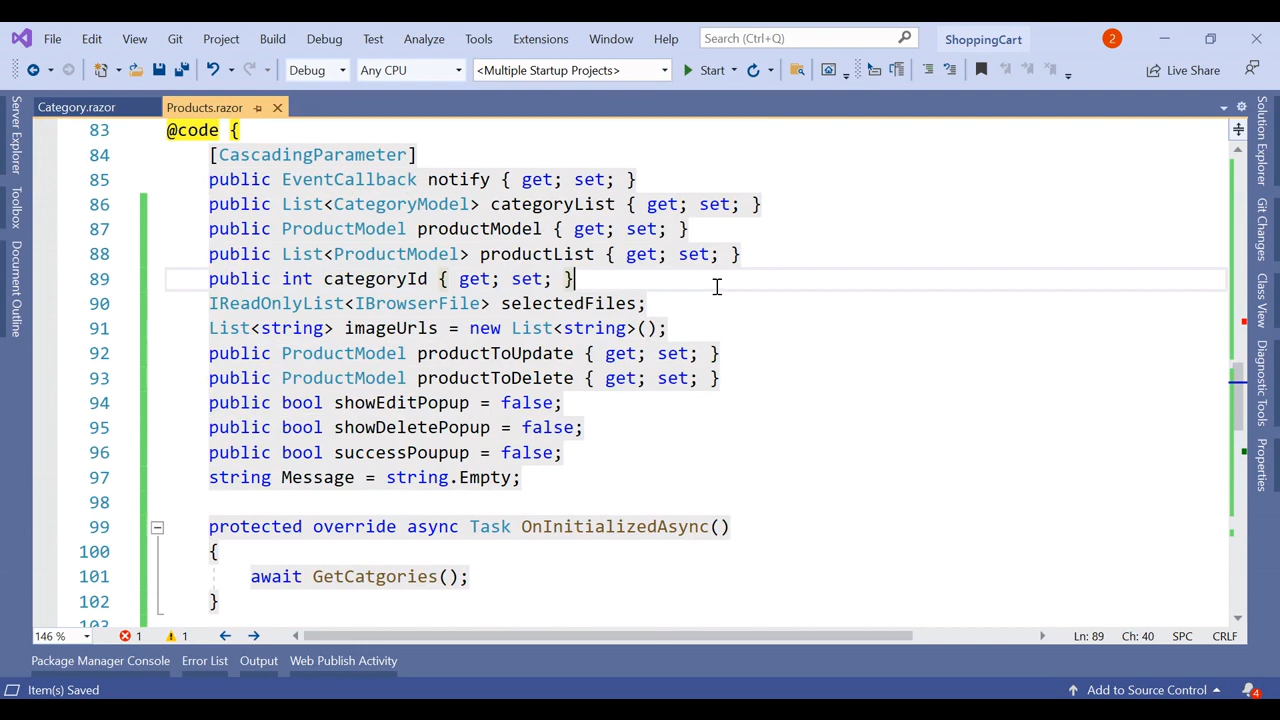 File Edit View Git Project Build Debug Test Analyze Tools Extensions Window Help Search (Ctrl+Q) ShoppingCart 2
Debug Any CPU <Multiple Startup Projects> Start Live Share
Category.razor Products.razor
Server Explorer
Toolbox
Document Outline
83 @code {
84 [CascadingParameter]
85 public EventCallback notify { get; set; }
86 public List<CategoryModel> categoryList { get; set; }
87 public ProductModel productModel { get; set; }
88 public List<ProductModel> productList { get; set; }
89 public int categoryId { get; set; }
90 IReadOnlyList<IBrowserFile> selectedFiles;
91 List<string> imageUrls = new List<string>();
92 public ProductModel productToUpdate { get; set; }
93 public ProductModel productToDelete { get; set; }
94 public bool showEditPopup = false;
95 public bool showDeletePopup = false;
96 public bool successPoupup = false;
97 string Message = string.Empty;
98
99 protected override async Task OnInitializedAsync()
100 {
101 await GetCatgories();
102 }
103
Solution Explorer
Git Changes
Class View
Diagnostic Tools
Properties
146 % 1 1 Ln: 89 Ch: 40 SPC CRLF
Package Manager Console Error List Output Web Publish Activity
Item(s) Saved Add to Source Control 4